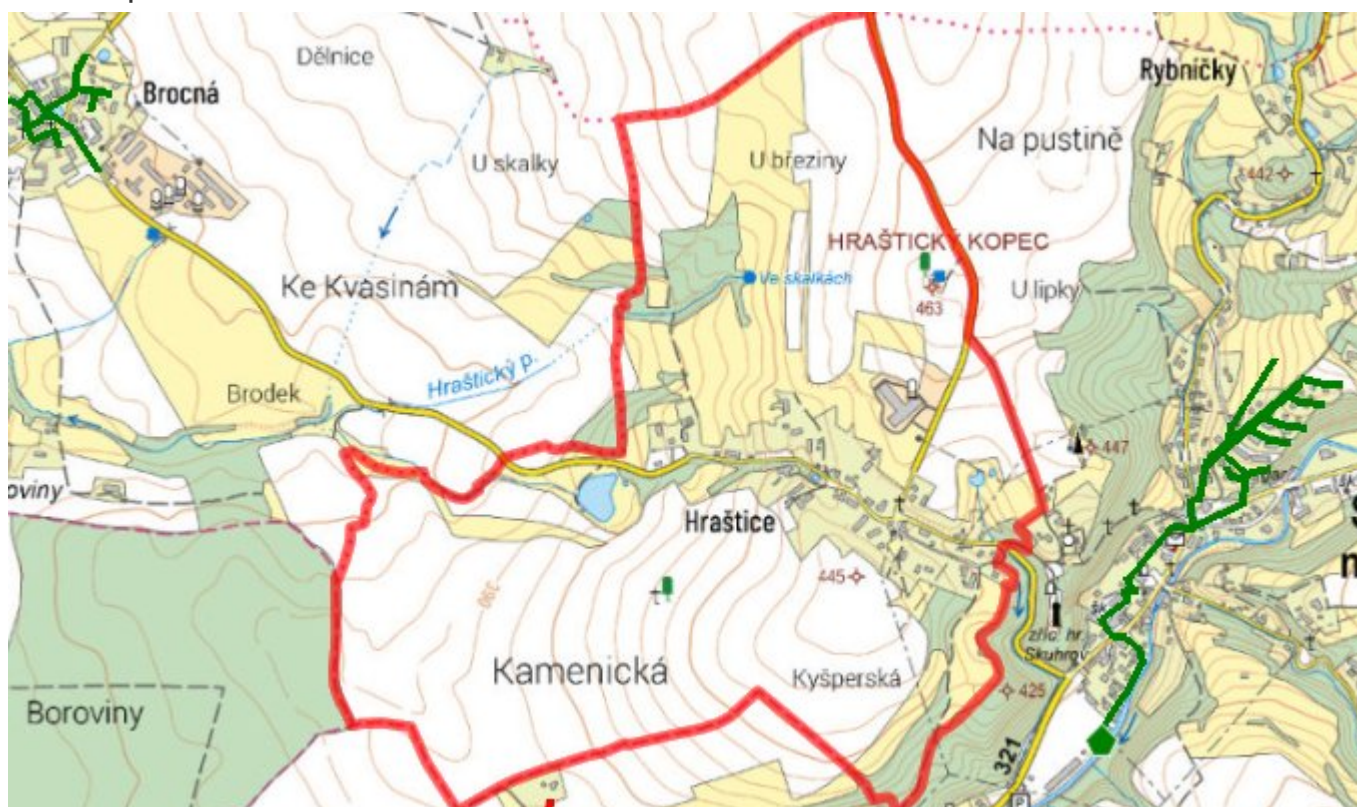 Dělnice
Brocná
Rybníčky
Na pustině
U skalky
U březiny
442
HRAŠTICKÝ KOPEC
Ke Kvasinám
Ve skalkách
U lipky
463
Hraštický p.
Brodek
447
oviny
Hraštice
445
390
šk.
zříc. hr.
Skuhrov
Kamenická
Kyšperská
425
Boroviny
321
P